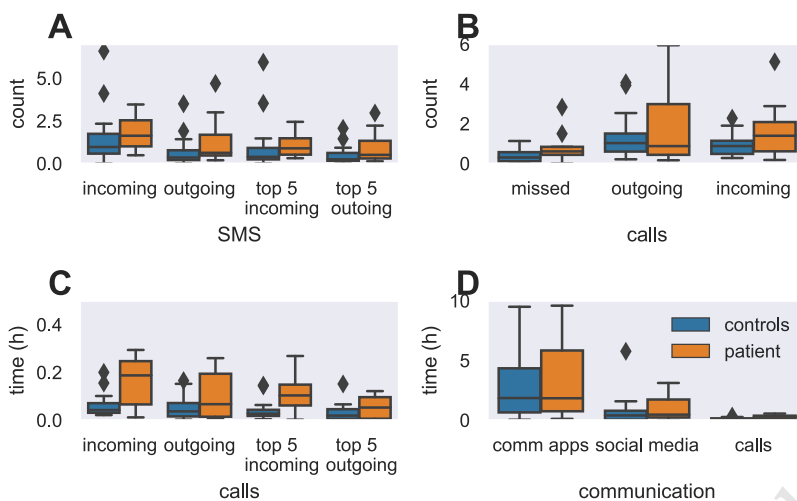 A
count
5.0
2.5
0.0
incoming outgoing top 5 top 5
incoming outoing
SMS
B
count
6
4
2
0
missed outgoing incoming
calls
C
time (h)
0.4
0.2
0.0
incoming outgoing top 5 top 5
incoming outgoing
calls
D
time (h)
10
5
0
controls
patient
comm apps social media calls
communication